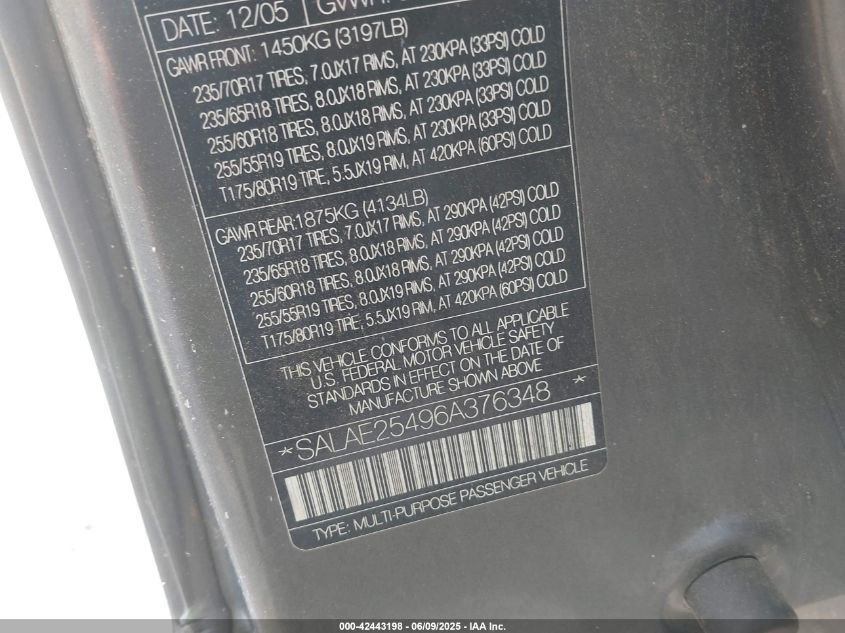 DATE: 12/05
GAWR FRONT: 1450KG (3197LB)
235/70R17 TIRES, 7.0JX17 RIMS, AT 230KPA (33PSI) COLD
235/65R18 TIRES, 8.0JX18 RIMS, AT 230KPA (33PSI) COLD
255/60R18 TIRES, 8.0JX18 RIMS, AT 230KPA (33PSI) COLD
255/55R19 TIRES, 8.0JX19 RIMS, AT 230KPA (33PSI) COLD
T175/80R19 TIRE, 5.5JX19 RIM, AT 420KPA (60PSI) COLD
GAWR REAR: 1875KG (4134LB)
235/70R17 TIRES, 7.0JX17 RIMS, AT 290KPA (42PSI) COLD
235/65R18 TIRES, 8.0JX18 RIMS, AT 290KPA (42PSI) COLD
255/60R18 TIRES, 8.0JX18 RIMS, AT 290KPA (42PSI) COLD
255/55R19 TIRES, 8.0JX19 RIMS, AT 290KPA (42PSI) COLD
T175/80R19 TIRE, 5.5JX19 RIM, AT 420KPA (60PSI) COLD
THIS VEHICLE CONFORMS TO ALL APPLICABLE
U.S. FEDERAL MOTOR VEHICLE SAFETY
STANDARDS IN EFFECT ON THE DATE OF
MANUFACTURE SHOWN ABOVE
*SALAE25496A376348 *
TYPE: MULTI-PURPOSE PASSENGER VEHICLE
000-42443198 - 06/09/2025 - IAA Inc.